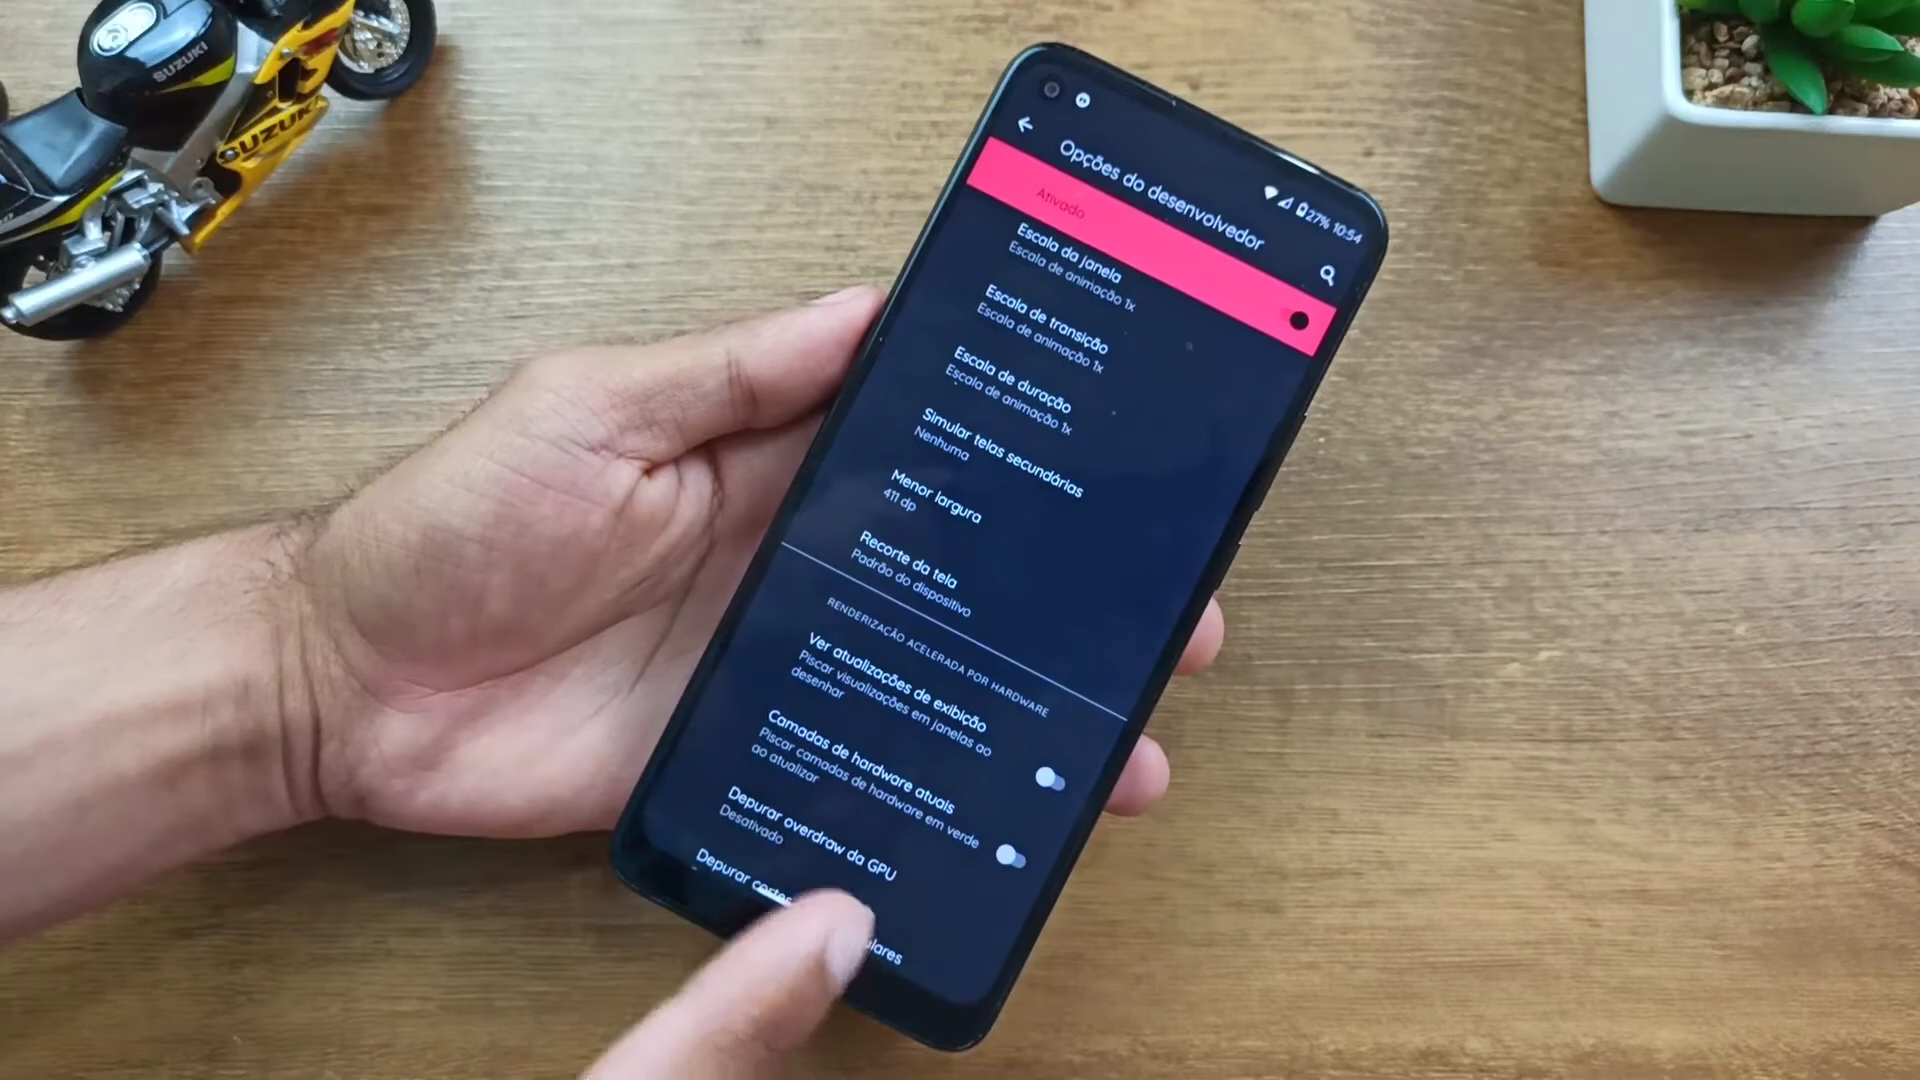 SUZUKI
SUZUKI
27% 10:54
Opções do desenvolvedor
Ativado
Escala da janela
Escala de animação 1x
Escala de transição
Escala de animação 1x
Escala de duração
Escala de animação 1x
Simular telas secundárias
Nenhuma
Menor largura
411 dp
Recorte da tela
Padrão do dispositivo
RENDERIZAÇÃO ACELERADA POR HARDWARE
Ver atualizações de exibição
Piscar visualizações em janelas ao
desenhar
Camadas de hardware atuais
Piscar camadas de hardware em verde
ao atualizar
Depurar overdraw da GPU
Desativado
Depurar